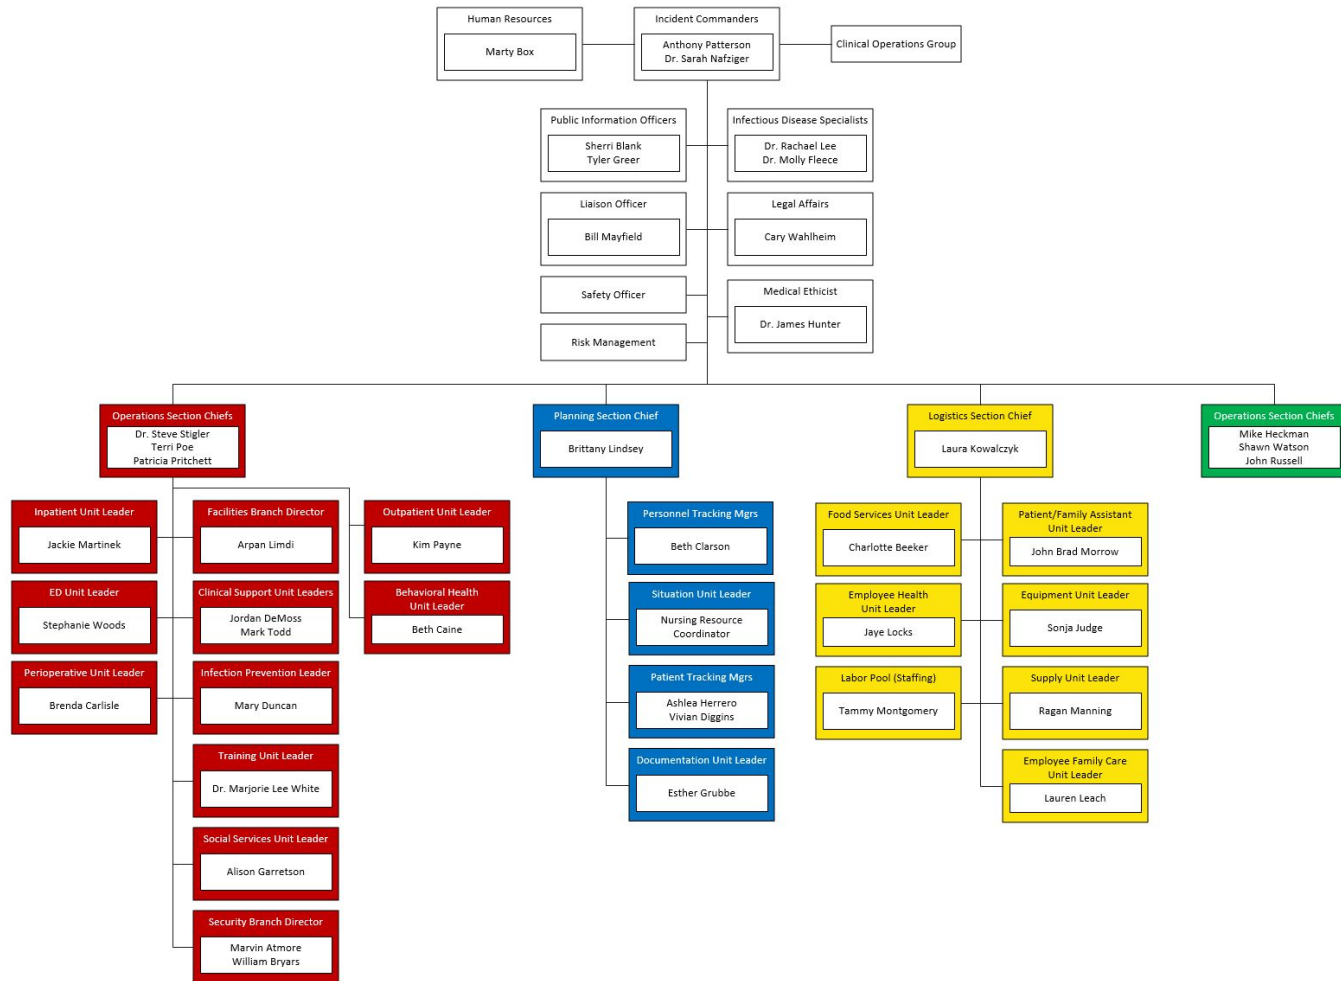 Human Resources
Marty Box
Incident Commanders
Anthony Patterson
Dr. Sarah Nafziger
Clinical Operations Group
Public Information Officers
Sherri Blank
Tyler Greer
Infectious Disease Specialists
Dr. Rachael Lee
Dr. Molly Fleece
Liaison Officer
Bill Mayfield
Legal Affairs
Cary Wahlheim
Safety Officer
Medical Ethicist
Dr. James Hunter
Risk Management
Operations Section Chiefs
Dr. Steve Stigler
Terri Poe
Patricia Pritchett
Planning Section Chief
Brittany Lindsey
Logistics Section Chief
Laura Kowalczyk
Operations Section Chiefs
Mike Heckman
Shawn Watson
John Russell
Inpatient Unit Leader
Jackie Martinek
Facilities Branch Director
Arpan Limdi
Outpatient Unit Leader
Kim Payne
ED Unit Leader
Stephanie Woods
Clinical Support Unit Leaders
Jordan DeMoss
Mark Todd
Behavioral Health
Unit Leader
Beth Caine
Perioperative Unit Leader
Brenda Carlisle
Infection Prevention Leader
Mary Duncan
Training Unit Leader
Dr. Marjorie Lee White
Social Services Unit Leader
Alison Garretson
Security Branch Director
Marvin Atmore
William Bryars
Personnel Tracking Mgrs
Beth Clarson
Situation Unit Leader
Nursing Resource
Coordinator
Patient Tracking Mgrs
Ashlea Herrero
Vivian Diggins
Documentation Unit Leader
Esther Grubbe
Food Services Unit Leader
Charlotte Beeker
Patient/Family Assistant
Unit Leader
John Brad Morrow
Employee Health
Unit Leader
Jaye Locks
Equipment Unit Leader
Sonja Judge
Labor Pool (Staffing)
Tammy Montgomery
Supply Unit Leader
Ragan Manning
Employee Family Care
Unit Leader
Lauren Leach